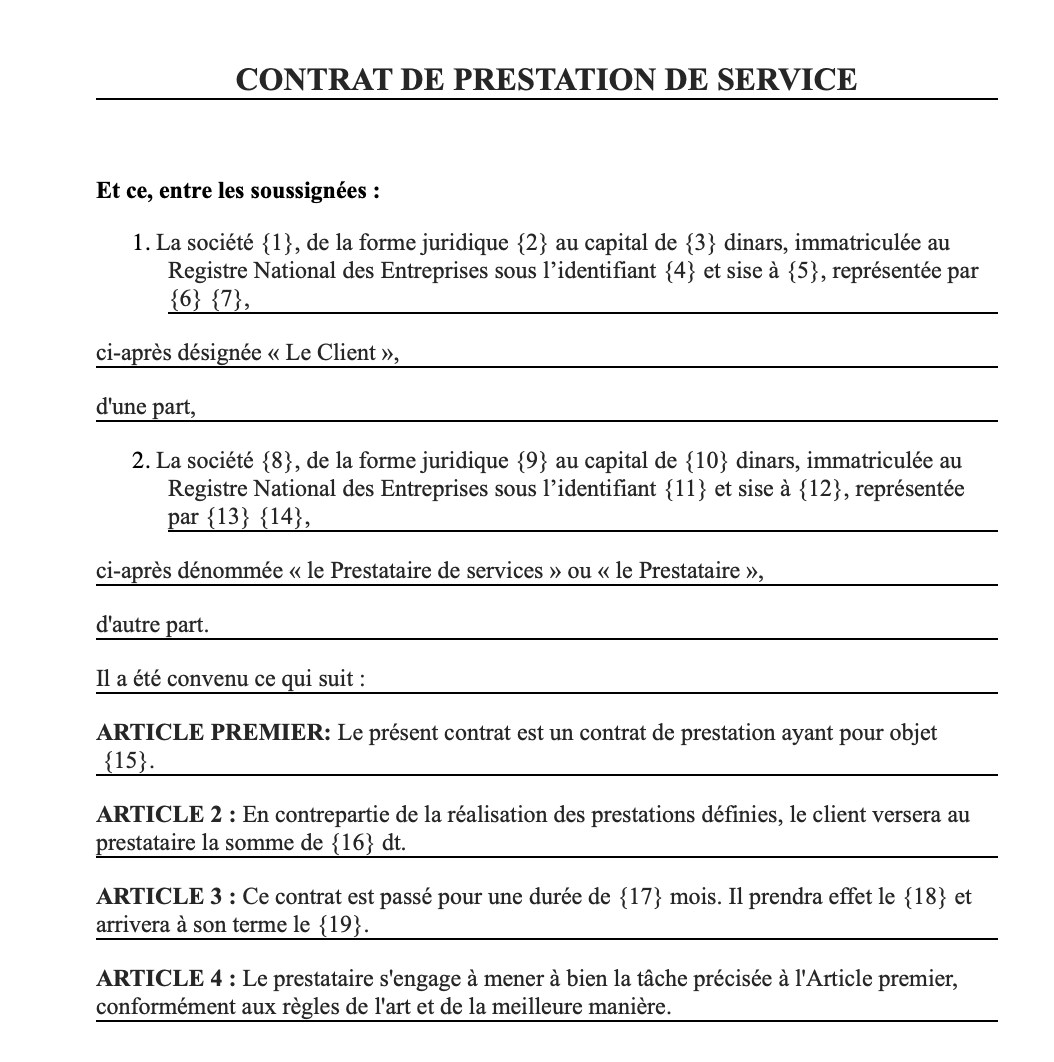 CONTRAT DE PRESTATION DE SERVICE
Et ce, entre les soussignées :
1. La société {1}, de la forme juridique {2} au capital de {3} dinars, immatriculée au
Registre National des Entreprises sous l’identifiant {4} et sise à {5}, représentée par
{6} {7},
ci-après désignée « Le Client »,
d'une part,
2. La société {8}, de la forme juridique {9} au capital de {10} dinars, immatriculée au
Registre National des Entreprises sous l’identifiant {11} et sise à {12}, représentée
par {13} {14},
ci-après dénommée « le Prestataire de services » ou « le Prestataire »,
d'autre part.
Il a été convenu ce qui suit :
ARTICLE PREMIER: Le présent contrat est un contrat de prestation ayant pour objet
{15}.
ARTICLE 2 : En contrepartie de la réalisation des prestations définies, le client versera au
prestataire la somme de {16} dt.
ARTICLE 3 : Ce contrat est passé pour une durée de {17} mois. Il prendra effet le {18} et
arrivera à son terme le {19}.
ARTICLE 4 : Le prestataire s'engage à mener à bien la tâche précisée à l'Article premier,
conformément aux règles de l'art et de la meilleure manière.